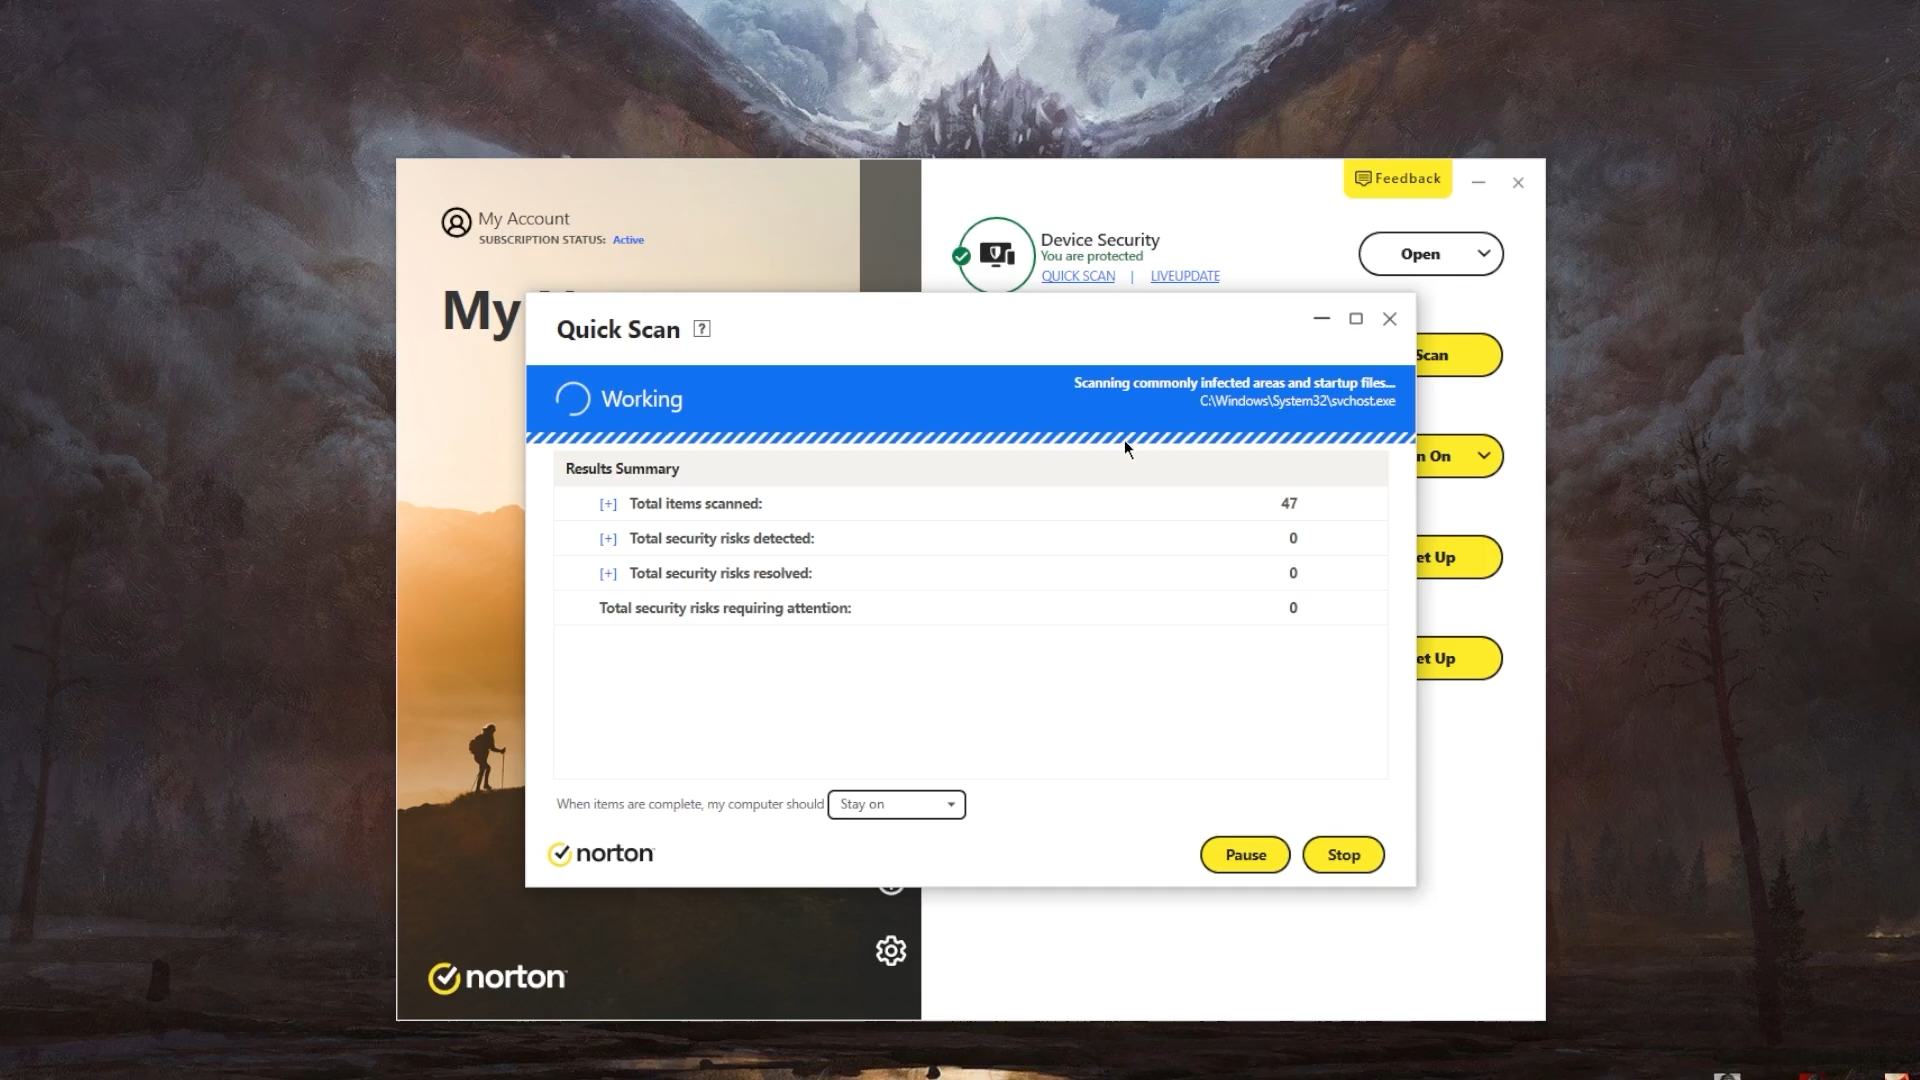 Feedback
My Account
SUBSCRIPTION STATUS: Active
My
Device Security
You are protected
QUICK SCAN | LIVEUPDATE
Open
Quick Scan ?
Scan
Working
Scanning commonly infected areas and startup files...
C:\Windows\System32\svchost.exe
n On
Results Summary
[+] Total items scanned: 47
[+] Total security risks detected: 0
[+] Total security risks resolved: 0
Total security risks requiring attention: 0
et Up
et Up
When items are complete, my computer should Stay on
norton
Pause
Stop
norton